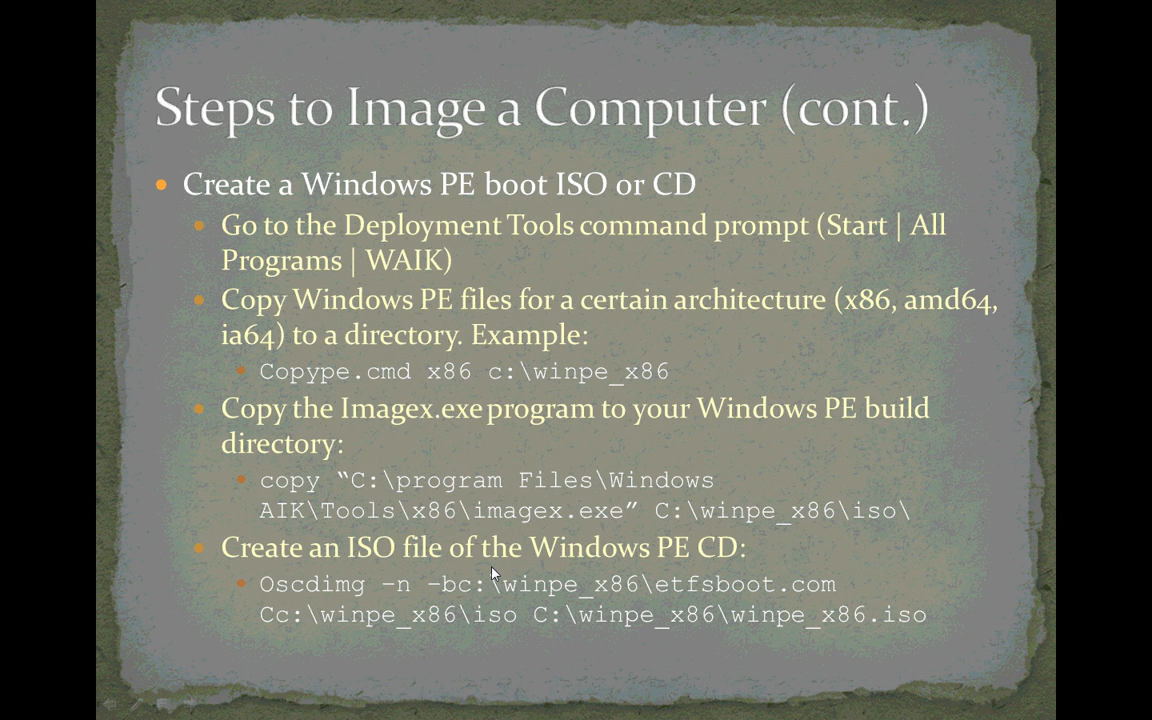 Steps to Image a Computer (cont.)
Create a Windows PE boot ISO or CD
Go to the Deployment Tools command prompt (Start | All
Programs | WAIK)
Copy Windows PE files for a certain architecture (x86, amd64,
ia64) to a directory. Example:
Copype.cmd x86 c:\winpe_x86
Copy the Imagex.exe program to your Windows PE build
directory:
copy “C:\program Files\Windows
AIK\Tools\x86\imagex.exe” C:\winpe_x86\iso\
Create an ISO file of the Windows PE CD:
Oscdimg –n –bc:\winpe_x86\etfsboot.com
Cc:\winpe_x86\iso C:\winpe_x86\winpe_x86.iso